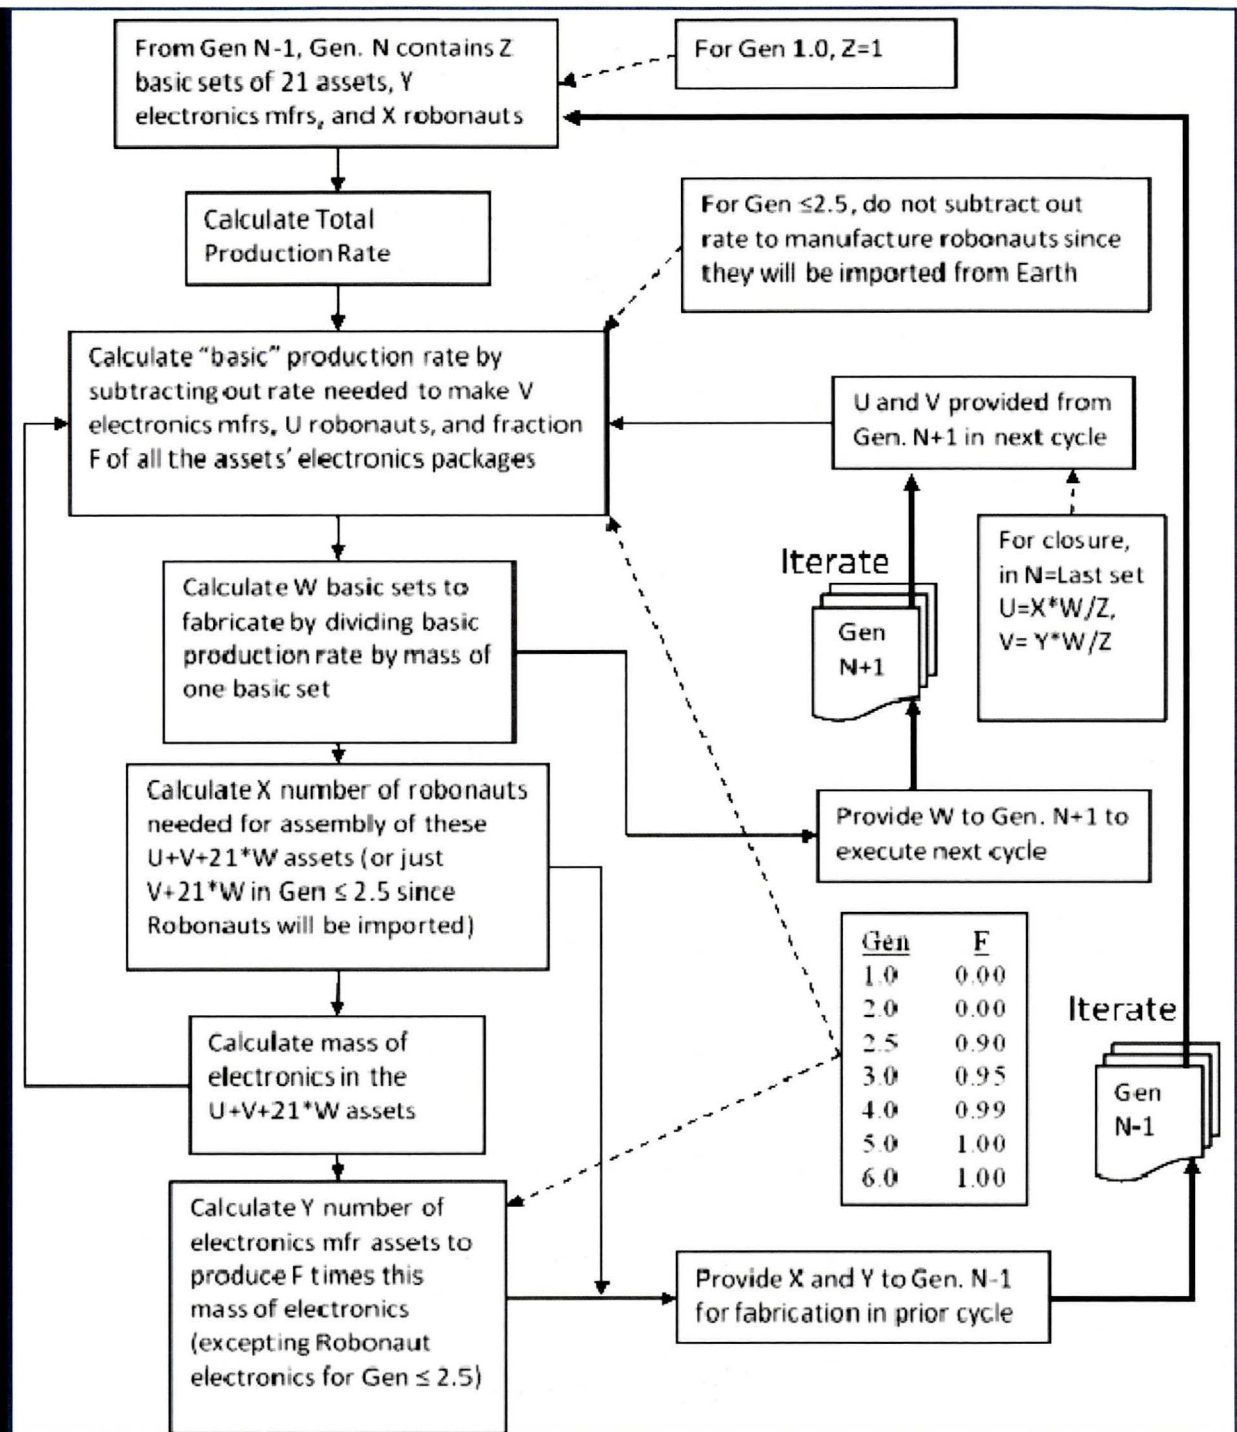 From Gen N-1, Gen. N contains Z
basic sets of 21 assets, Y
electronics mfrs, and X robonauts
For Gen 1.0, Z=1
Calculate Total
Production Rate
For Gen ≤2.5, do not subtract out
rate to manufacture robonauts since
they will be imported from Earth
Calculate “basic” production rate by
subtracting out rate needed to make V
electronics mfrs, U robonauts, and fraction
F of all the assets’ electronics packages
U and V provided from
Gen. N+1 in next cycle
For closure,
in N=Last set
U=X*W/Z,
V= Y*W/Z
Iterate
Gen
N+1
Calculate W basic sets to
fabricate by dividing basic
production rate by mass of
one basic set
Provide W to Gen. N+1 to
execute next cycle
Calculate X number of robonauts
needed for assembly of these
U+V+21*W assets (or just
V+21*W in Gen ≤ 2.5 since
Robonauts will be imported)
Gen F
1.0 0.00
2.0 0.00
2.5 0.90
3.0 0.95
4.0 0.99
5.0 1.00
6.0 1.00
Iterate
Gen
N-1
Calculate mass of
electronics in the
U+V+21*W assets
Calculate Y number of
electronics mfr assets to
produce F times this
mass of electronics
(excepting Robonaut
electronics for Gen ≤ 2.5)
Provide X and Y to Gen. N-1
for fabrication in prior cycle